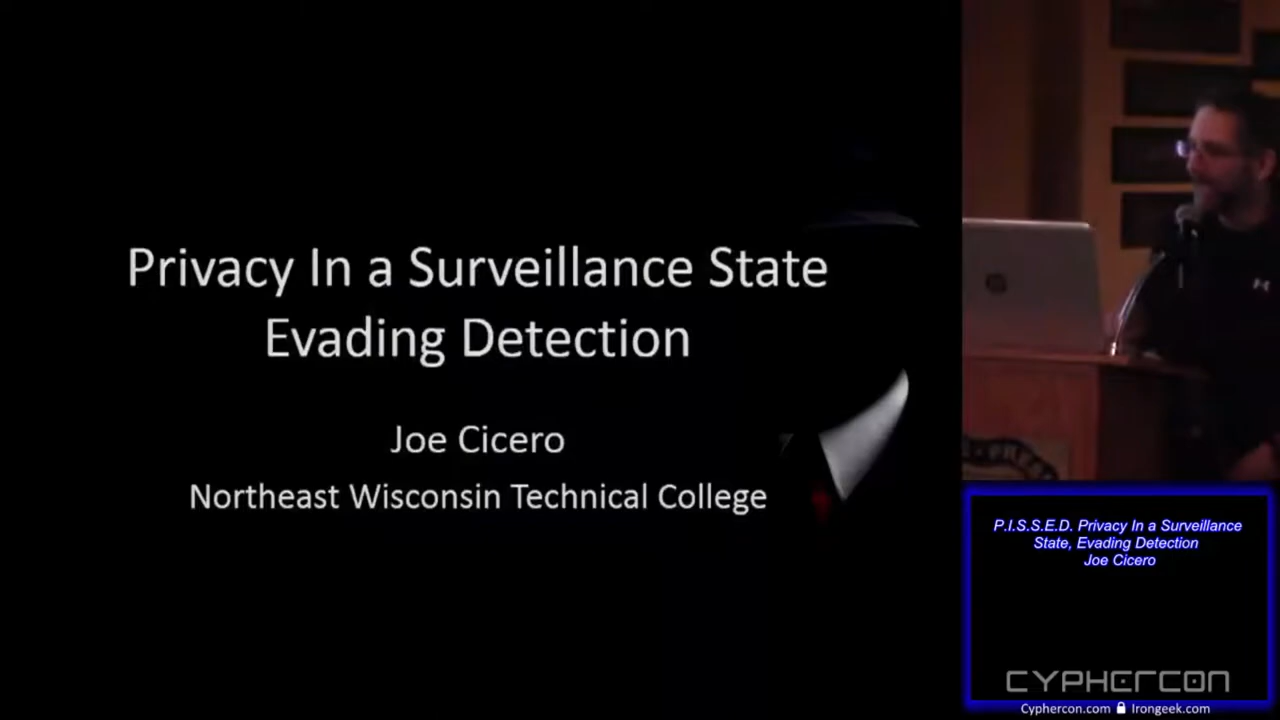 Privacy In a Surveillance State
Evading Detection
Joe Cicero
Northeast Wisconsin Technical College
P.I.S.S.E.D. Privacy In a Surveillance
State, Evading Detection
Joe Cicero
CYPHERCON
Cyphercon.com Irongeek.com